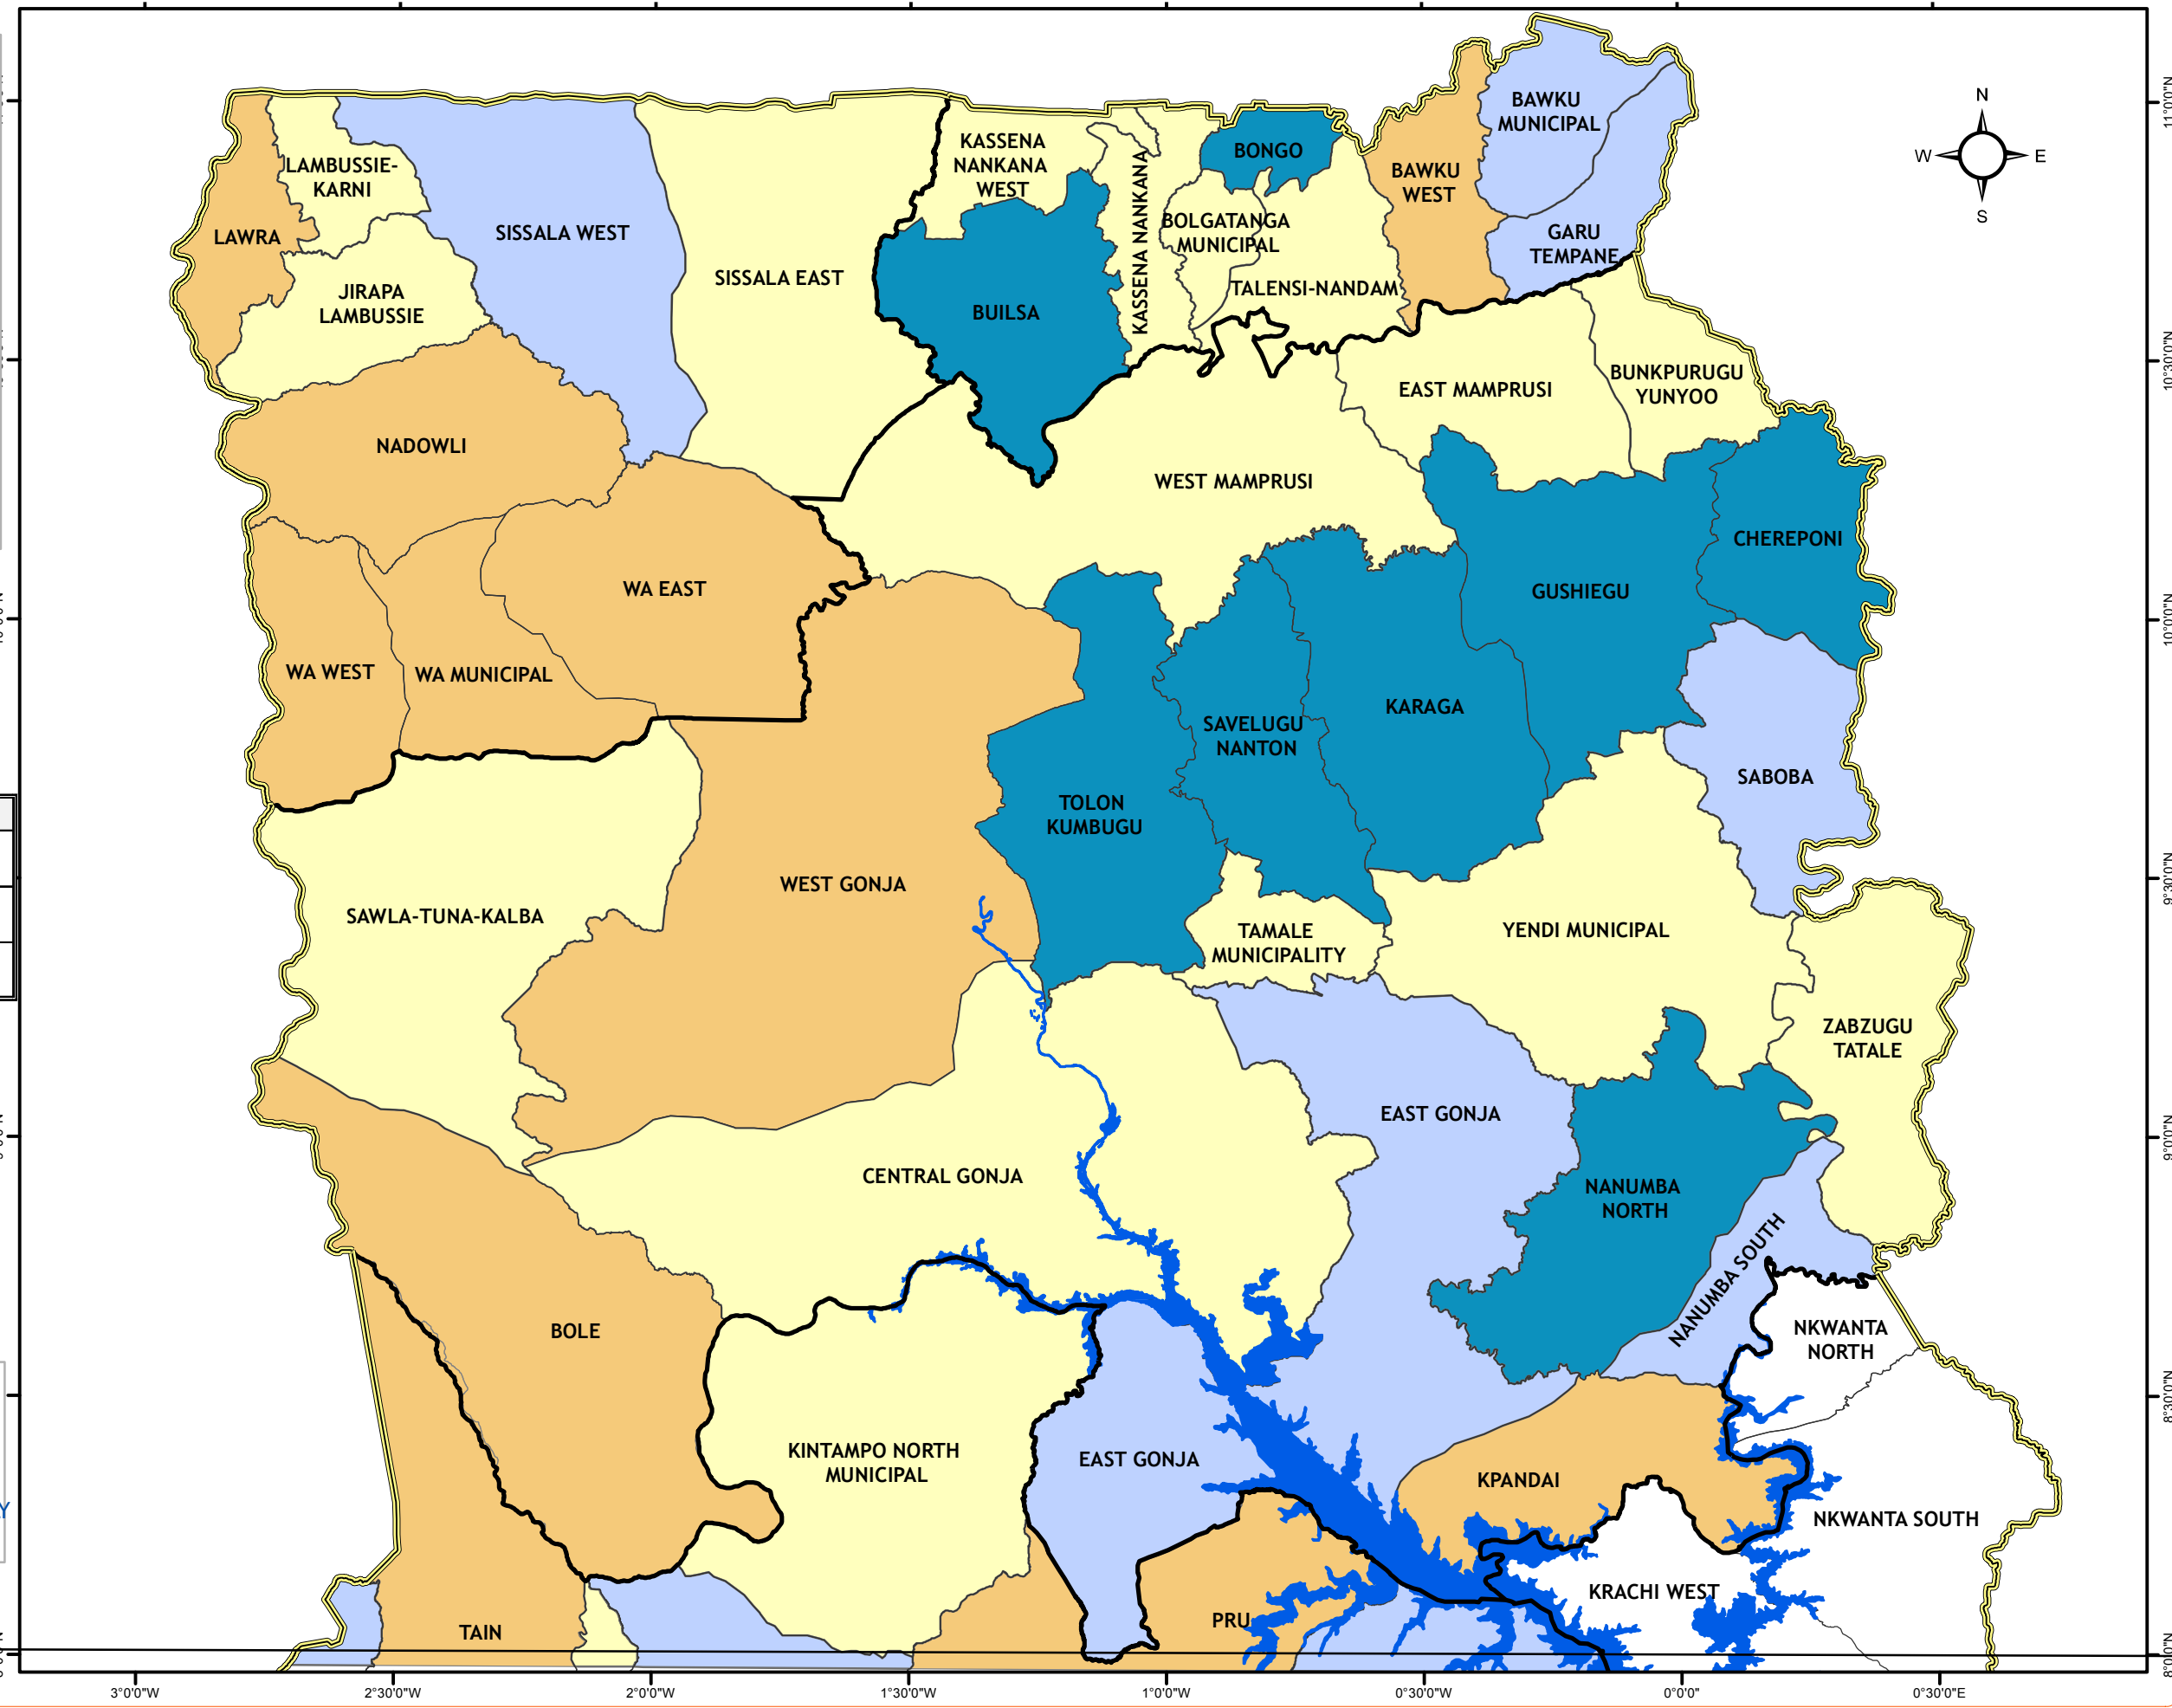 N
W
E
S
11°0'0"N
BAWKU
MUNICIPAL
KASSENA
NANKANA
WEST
BONGO
LAMBUSSIE-
KARNI
BAWKU
WEST
KASSENA NANKANA
LAWRA
SISSALA WEST
BOLGATANGA
MUNICIPAL
GARU
TEMPANE
SISSALA EAST
TALENSI-NANDAM
JIRAPA
LAMBUSSIE
BUILSA
10°30'0"N
EAST MAMPRUSI
BUNKPURUGU
YUNYOO
NADOWLI
WEST MAMPRUSI
CHEREPONI
WA EAST
GUSHIEGU
10°0'0"N
WA WEST
WA MUNICIPAL
KARAGA
SAVELUGU
NANTON
SABOBA
TOLON
KUMBUGU
WEST GONJA
9°30'0"N
SAWLA-TUNA-KALBA
TAMALE
MUNICIPALITY
YENDI MUNICIPAL
ZABZUGU
TATALE
EAST GONJA
9°0'0"N
CENTRAL GONJA
NANUMBA
NORTH
NANUMBA SOUTH
BOLE
NKWANTA
NORTH
8°30'0"N
KINTAMPO NORTH
MUNICIPAL
EAST GONJA
KPANDAI
Y
NKWANTA SOUTH
KRACHI WEST
PRU
TAIN
8°0'0"N
3°0'0"W
2°30'0"W
2°0'0"W
1°30'0"W
1°0'0"W
0°30'0"W
0°0'0"
0°30'0"E